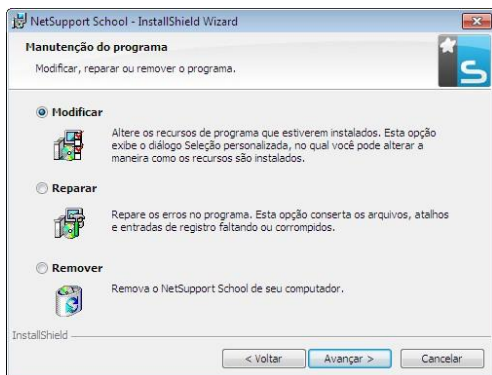 NetSupport School - InstallShield Wizard
Manutenção do programa
Modificar, reparar ou remover o programa.
S
Modificar
Altere os recursos de programa que estiverem instalados. Esta opção
exibe o diálogo Seleção personalizada, no qual você pode alterar a
maneira como os recursos são instalados.
Reparar
Repare os erros no programa. Esta opção conserta os arquivos, atalhos
e entradas de registro faltando ou corrompidos.
Remover
Remova o NetSupport School de seu computador.
InstallShield
< Voltar Avançar > Cancelar